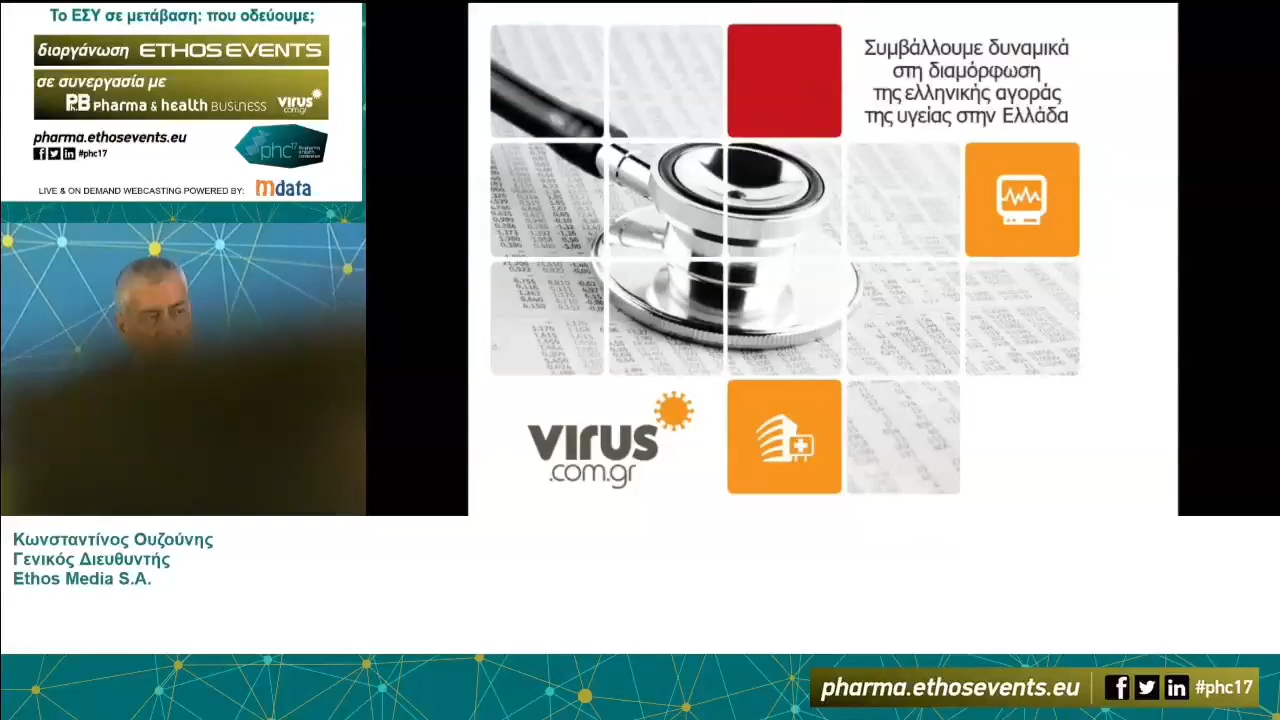 Το ΕΣΥ σε μετάβαση: που οδεύουμε;
διοργάνωση ETHOS EVENTS
σε συνεργασία με
Ph.B Pharma & health BUSINESS virus.com.gr
pharma.ethosevents.eu
#phc17
phc17
LIVE & ON DEMAND WEBCASTING POWERED BY: mdata
Συμβάλλουμε δυναμικά
στη διαμόρφωση
της ελληνικής αγοράς
της υγείας στην Ελλάδα
virus
.com.gr
Κωνσταντίνος Ουζούνης
Γενικός Διευθυντής
Ethos Media S.A.
pharma.ethosevents.eu #phc17